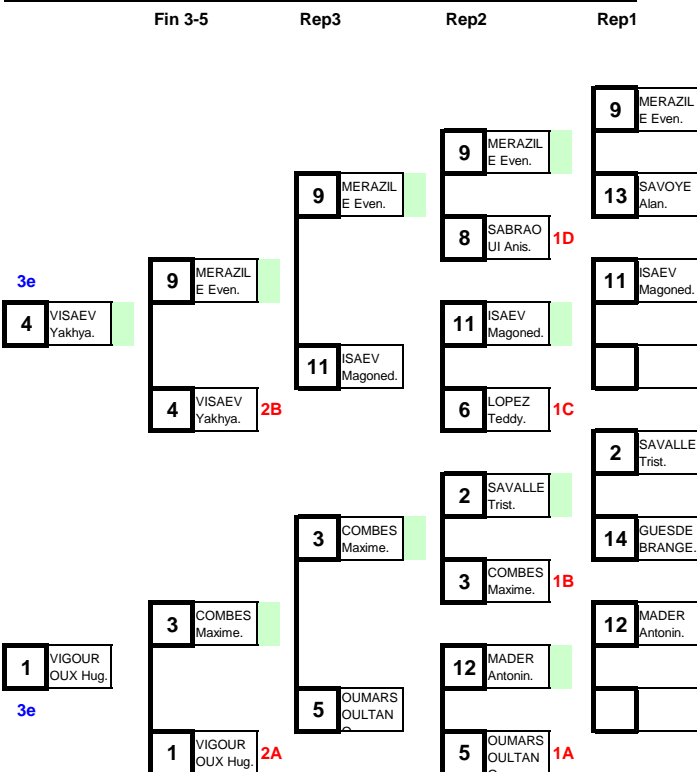 Fin 3-5 Rep3 Rep2 Rep1
9 MERAZIL
E Even.
9 MERAZIL
E Even.
9 MERAZIL
E Even.
13 SAVOYE
Alan.
8 SABRAO
UI Anis. 1D
3e
9 MERAZIL
E Even.
11 ISAEV
Magoned.
4 VISAEV
Yakhya.
11 ISAEV
Magoned.
11 ISAEV
Magoned.
4 VISAEV
Yakhya. 2B
6 LOPEZ
Teddy. 1C
2 SAVALLE
Trist.
2 SAVALLE
Trist.
3 COMBES
Maxime.
14 GUESDE
BRANGE.
3 COMBES
Maxime. 1B
3 COMBES
Maxime.
12 MADER
Antonin.
1 VIGOUR
OUX Hug.
12 MADER
Antonin.
3e
5 OUMARS
OULTAN
1 VIGOUR
OUX Hug. 2A
5 OUMARS
OULTAN 1A